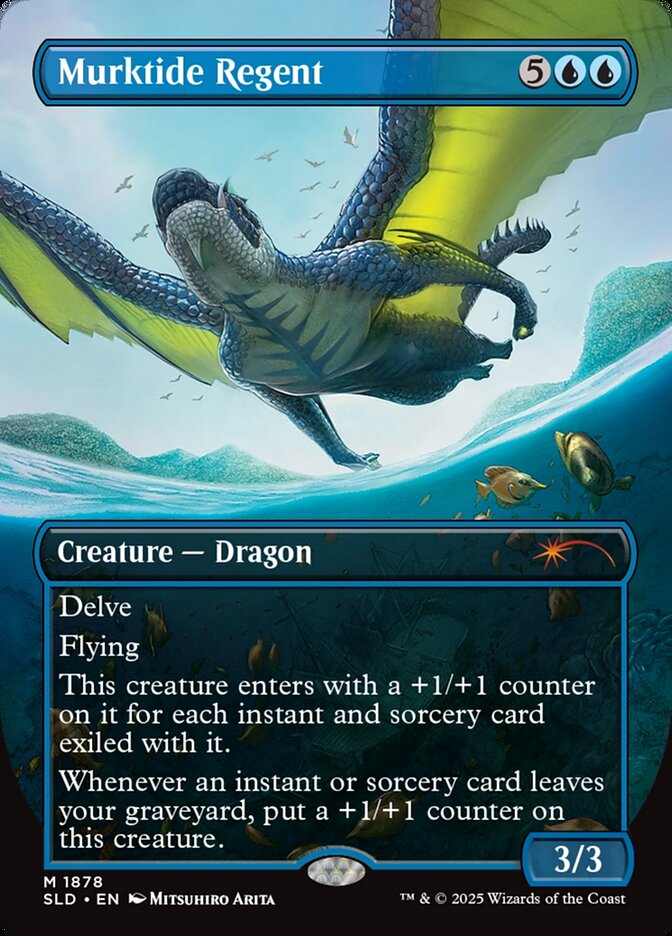 Murktide Regent 5
Creature — Dragon
Delve
Flying
This creature enters with a +1/+1 counter
on it for each instant and sorcery card
exiled with it.
Whenever an instant or sorcery card leaves
your graveyard, put a +1/+1 counter on
this creature.
3/3
M 1878
SLD • EN Mitsuhiro Arita
™ & © 2025 Wizards of the Coast